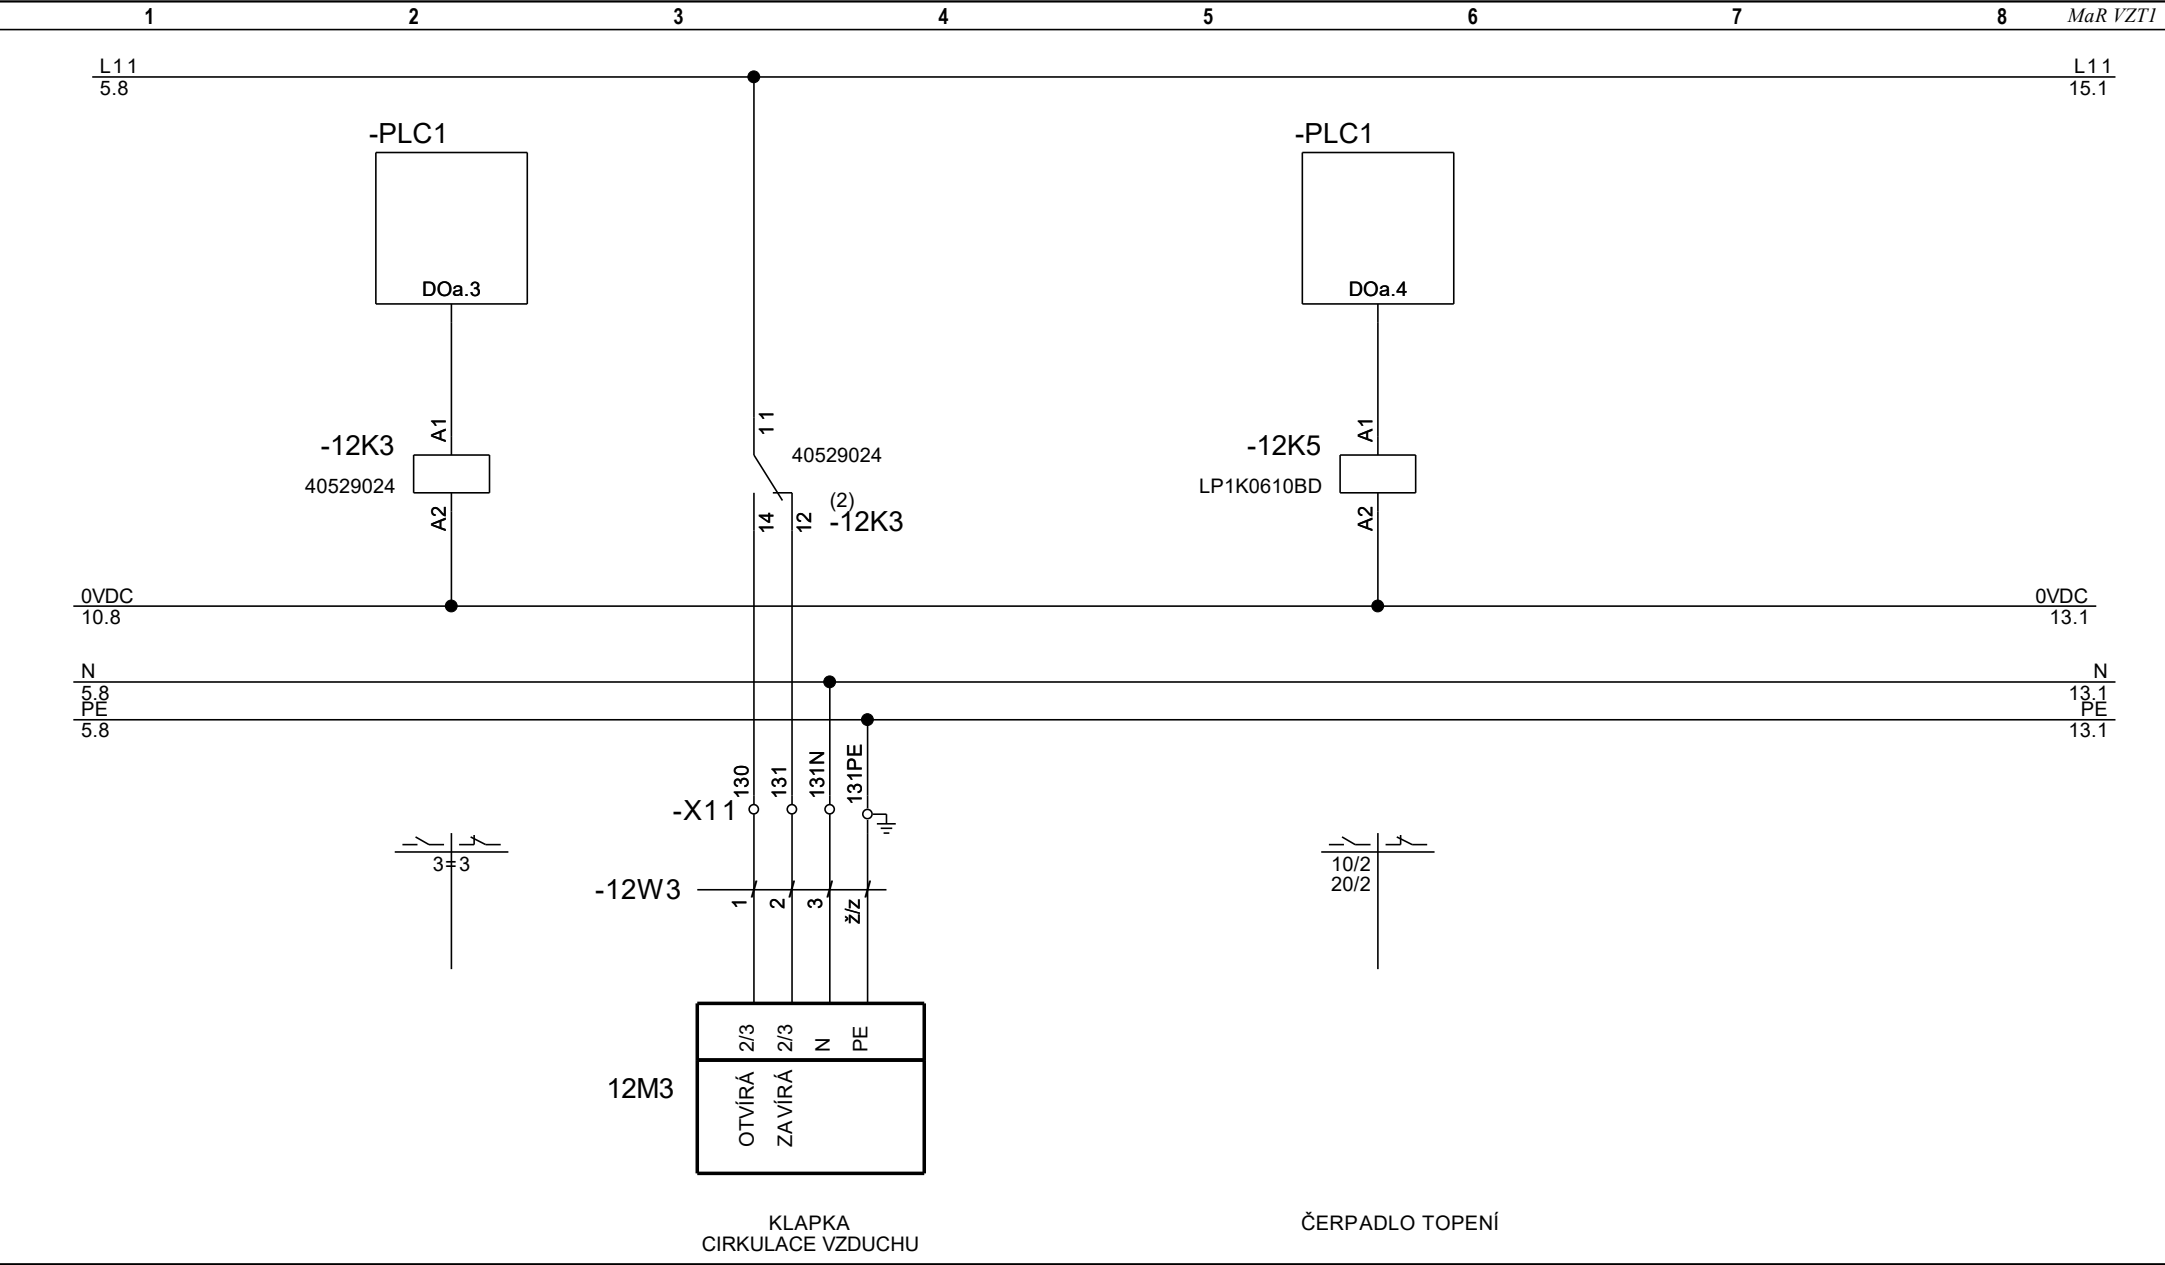 1 2 3 4 5 6 7 8 MaR VZT1
L11 L11
5.8 15.1
-PLC1 -PLC1
DOa.3 DOa.4
11
A1 A1
-12K3 40529024 -12K5
40529024 LP1K0610BD
(2)
A2 14 12 -12K3 A2
0VDC 0VDC
10.8 13.1
N N
5.8 13.1
PE PE
5.8 13.1
130 131 131N 131PE
-X11
3=3 10/2
20/2
-12W3
1 2 3 ž/z
2/3 2/3 N PE
12M3
OTVÍRÁ ZAVÍRÁ
KLAPKA ČERPADLO TOPENÍ
CIRKULACE VZDUCHU